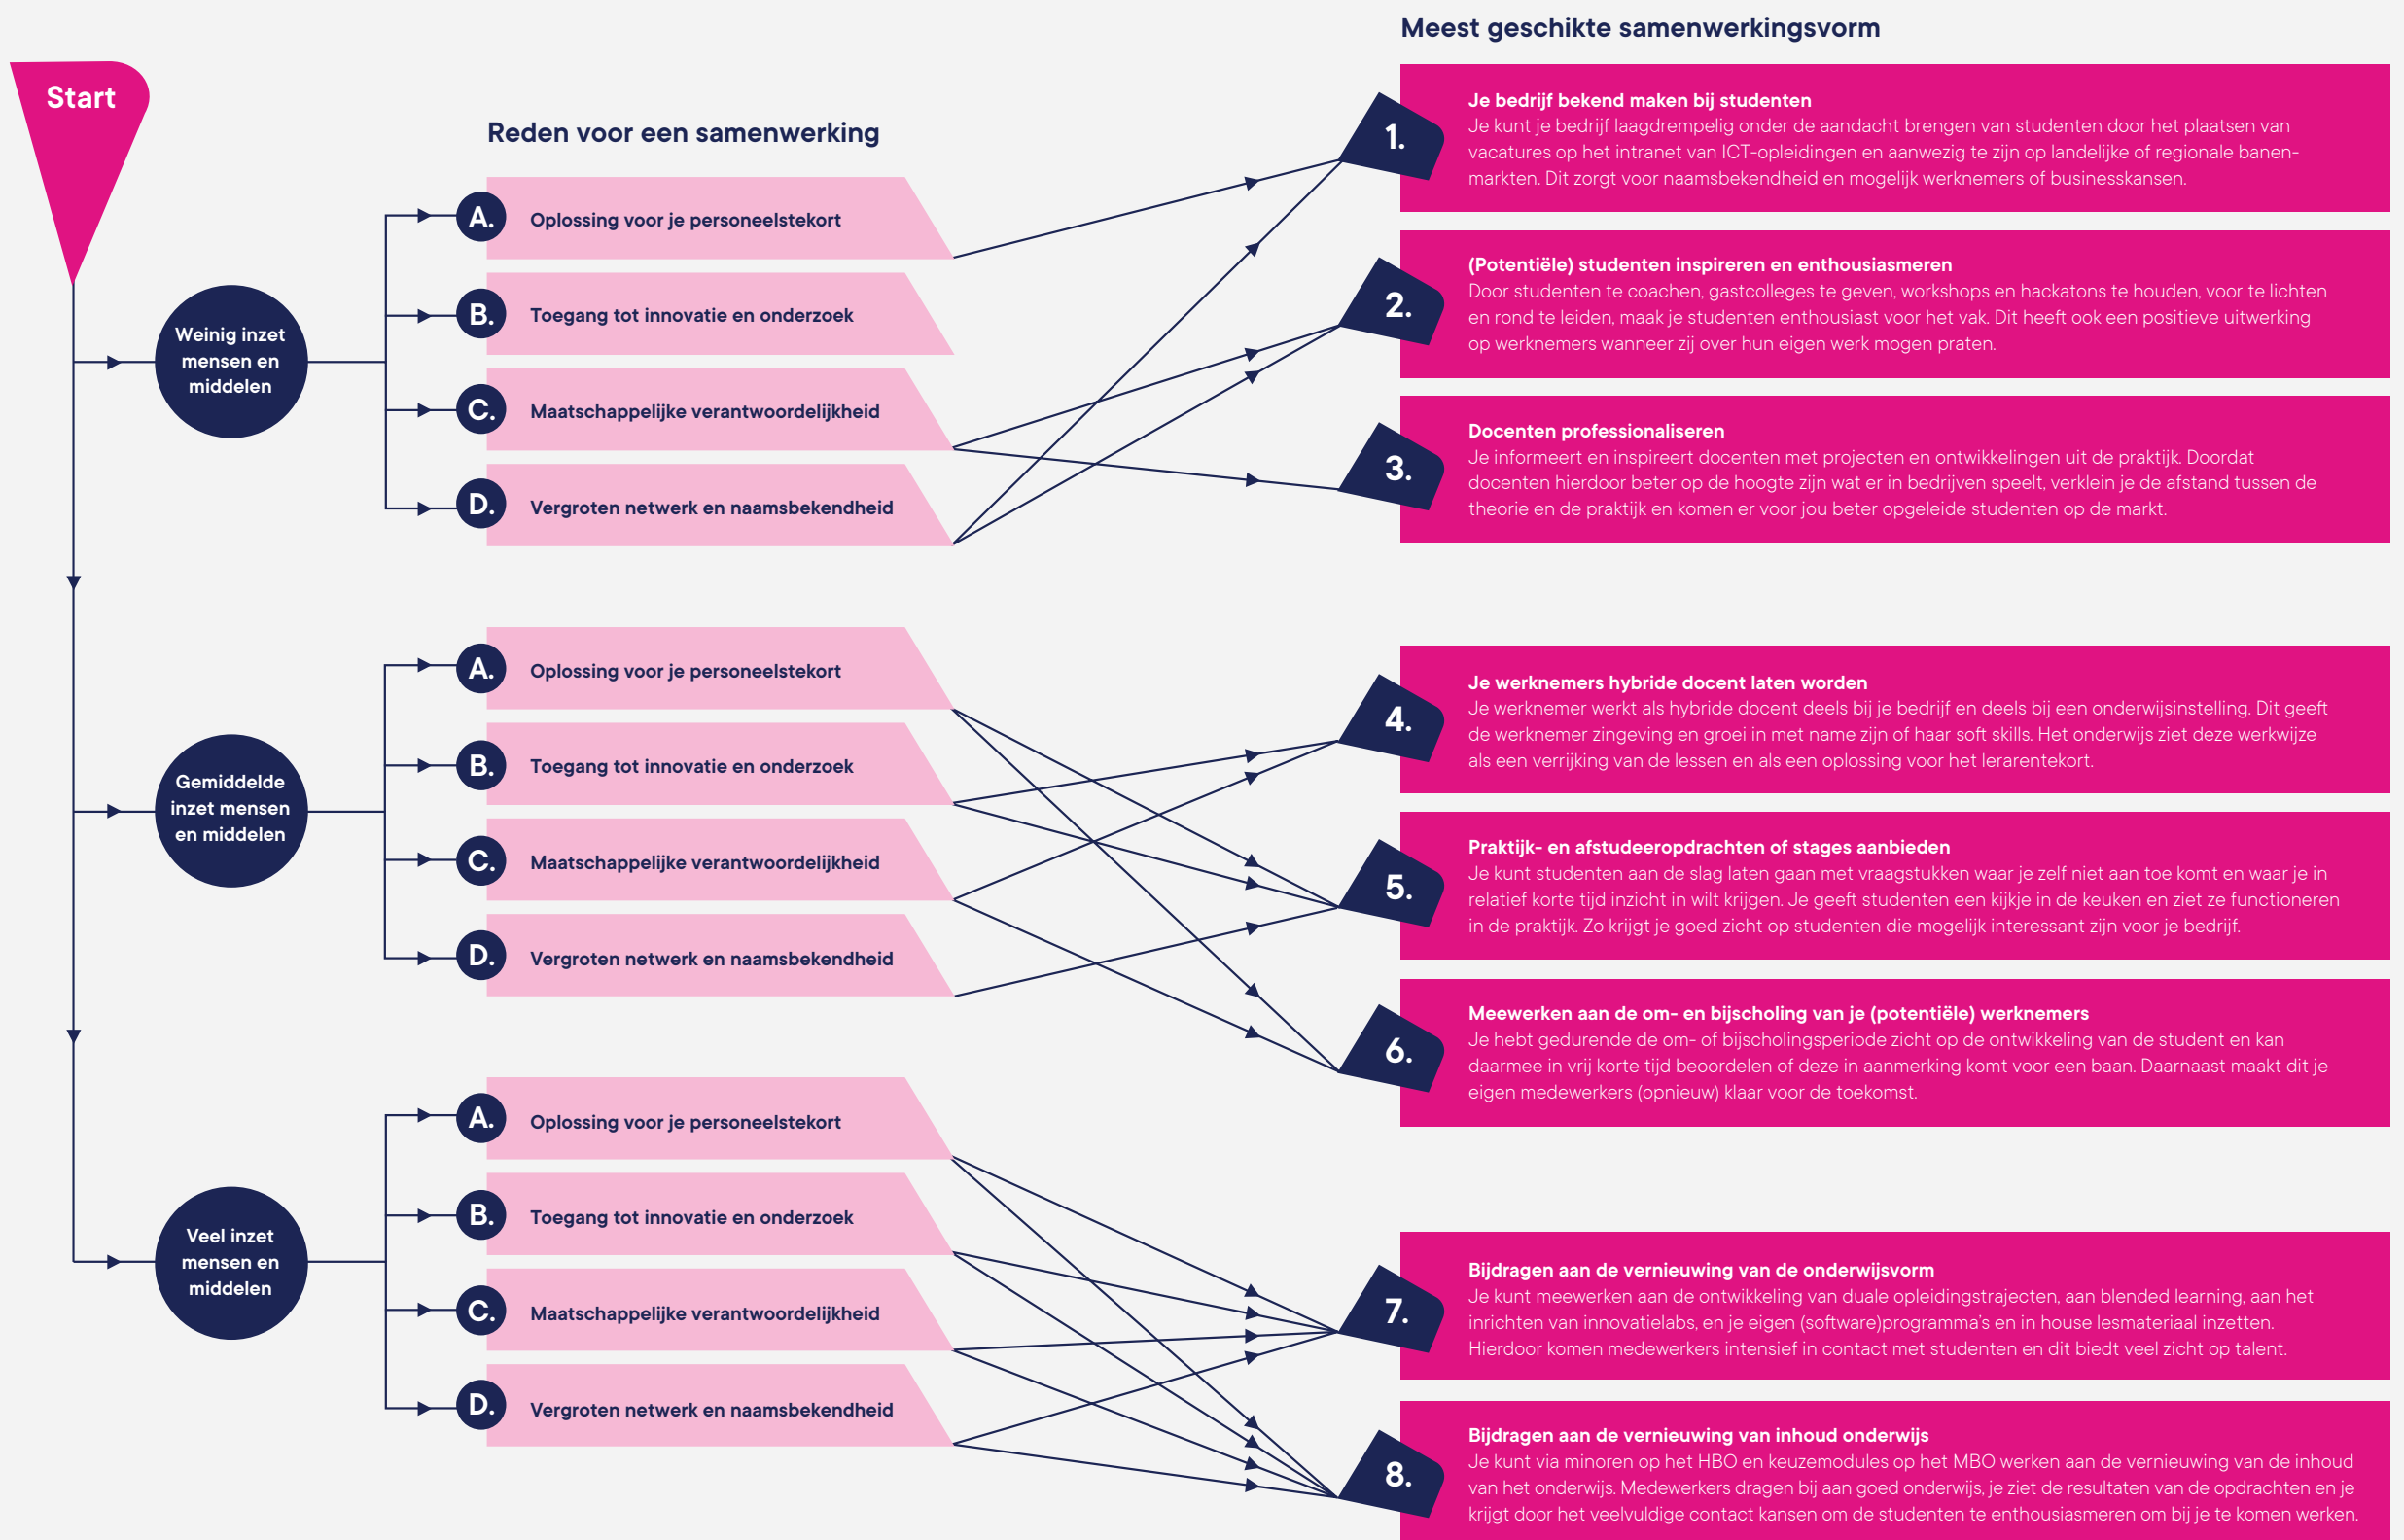 Meest geschikte samenwerkingsvorm
Start
Reden voor een samenwerking
Weinig inzet
mensen en
middelen
A.
Oplossing voor je personeelstekort
B.
Toegang tot innovatie en onderzoek
C.
Maatschappelijke verantwoordelijkheid
D.
Vergroten netwerk en naamsbekendheid
1.
Je bedrijf bekend maken bij studenten
Je kunt je bedrijf laagdrempelig onder de aandacht brengen van studenten door het plaatsen van
vacatures op het intranet van ICT-opleidingen en aanwezig te zijn op landelijke of regionale banen-
markten. Dit zorgt voor naamsbekendheid en mogelijk werknemers of businesskansen.
2.
(Potentiële) studenten inspireren en enthousiasmeren
Door studenten te coachen, gastcolleges te geven, workshops en hackatons te houden, voor te lichten
en rond te leiden, maak je studenten enthousiast voor het vak. Dit heeft ook een positieve uitwerking
op werknemers wanneer zij over hun eigen werk mogen praten.
3.
Docenten professionaliseren
Je informeert en inspireert docenten met projecten en ontwikkelingen uit de praktijk. Doordat
docenten hierdoor beter op de hoogte zijn wat er in bedrijven speelt, verklein je de afstand tussen de
theorie en de praktijk en komen er voor jou beter opgeleide studenten op de markt.
Gemiddelde
inzet mensen
en middelen
A.
Oplossing voor je personeelstekort
B.
Toegang tot innovatie en onderzoek
C.
Maatschappelijke verantwoordelijkheid
D.
Vergroten netwerk en naamsbekendheid
4.
Je werknemers hybride docent laten worden
Je werknemer werkt als hybride docent deels bij je bedrijf en deels bij een onderwijsinstelling. Dit geeft
de werknemer zingeving en groei in met name zijn of haar soft skills. Het onderwijs ziet deze werkwijze
als een verrijking van de lessen en als een oplossing voor het lerarentekort.
5.
Praktijk- en afstudeeropdrachten of stages aanbieden
Je kunt studenten aan de slag laten gaan met vraagstukken waar je zelf niet aan toe komt en waar je in
relatief korte tijd inzicht in wilt krijgen. Je geeft studenten een kijkje in de keuken en ziet ze functioneren
in de praktijk. Zo krijgt je goed zicht op studenten die mogelijk interessant zijn voor je bedrijf.
6.
Meewerken aan de om- en bijscholing van je (potentiële) werknemers
Je hebt gedurende de om- of bijscholingsperiode zicht op de ontwikkeling van de student en kan
daarmee in vrij korte tijd beoordelen of deze in aanmerking komt voor een baan. Daarnaast maakt dit je
eigen medewerkers (opnieuw) klaar voor de toekomst.
Veel inzet
mensen en
middelen
A.
Oplossing voor je personeelstekort
B.
Toegang tot innovatie en onderzoek
C.
Maatschappelijke verantwoordelijkheid
D.
Vergroten netwerk en naamsbekendheid
7.
Bijdragen aan de vernieuwing van de onderwijsvorm
Je kunt meewerken aan de ontwikkeling van duale opleidingstrajecten, aan blended learning, aan het
inrichten van innovatielabs, en je eigen (software)programma's en in house lesmateriaal inzetten.
Hierdoor komen medewerkers intensief in contact met studenten en dit biedt veel zicht op talent.
8.
Bijdragen aan de vernieuwing van inhoud onderwijs
Je kunt via minoren op het HBO en keuzemodules op het MBO werken aan de vernieuwing van de inhoud
van het onderwijs. Medewerkers dragen bij aan goed onderwijs, je ziet de resultaten van de opdrachten en je
krijgt door het veelvuldige contact kansen om de studenten te enthousiasmeren om bij je te komen werken.